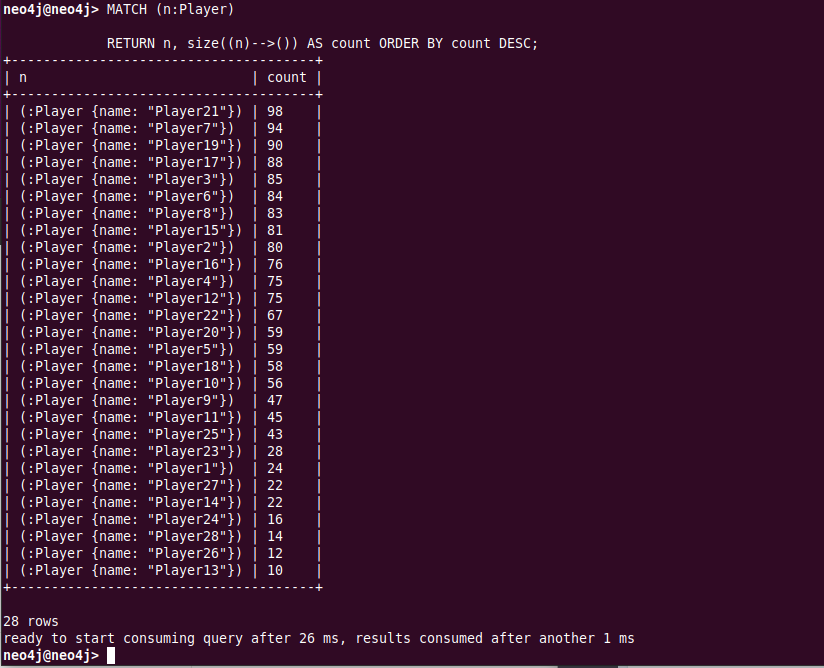 neo4j@neo4j> MATCH (n:Player)
RETURN n, size((n)-->()) AS count ORDER BY count DESC;
+--------------------------------------+
| n                            | count |
+--------------------------------------+
| (:Player {name: "Player21"}) | 98    |
| (:Player {name: "Player7"})  | 94    |
| (:Player {name: "Player19"}) | 90    |
| (:Player {name: "Player17"}) | 88    |
| (:Player {name: "Player3"})  | 85    |
| (:Player {name: "Player6"})  | 84    |
| (:Player {name: "Player8"})  | 83    |
| (:Player {name: "Player15"}) | 81    |
| (:Player {name: "Player2"})  | 80    |
| (:Player {name: "Player16"}) | 76    |
| (:Player {name: "Player4"})  | 75    |
| (:Player {name: "Player12"}) | 75    |
| (:Player {name: "Player22"}) | 67    |
| (:Player {name: "Player20"}) | 59    |
| (:Player {name: "Player5"})  | 59    |
| (:Player {name: "Player18"}) | 58    |
| (:Player {name: "Player10"}) | 56    |
| (:Player {name: "Player9"})  | 47    |
| (:Player {name: "Player11"}) | 45    |
| (:Player {name: "Player25"}) | 43    |
| (:Player {name: "Player23"}) | 28    |
| (:Player {name: "Player1"})  | 24    |
| (:Player {name: "Player27"}) | 22    |
| (:Player {name: "Player14"}) | 22    |
| (:Player {name: "Player24"}) | 16    |
| (:Player {name: "Player28"}) | 14    |
| (:Player {name: "Player26"}) | 12    |
| (:Player {name: "Player13"}) | 10    |
+--------------------------------------+
28 rows
ready to start consuming query after 26 ms, results consumed after another 1 ms
neo4j@neo4j>